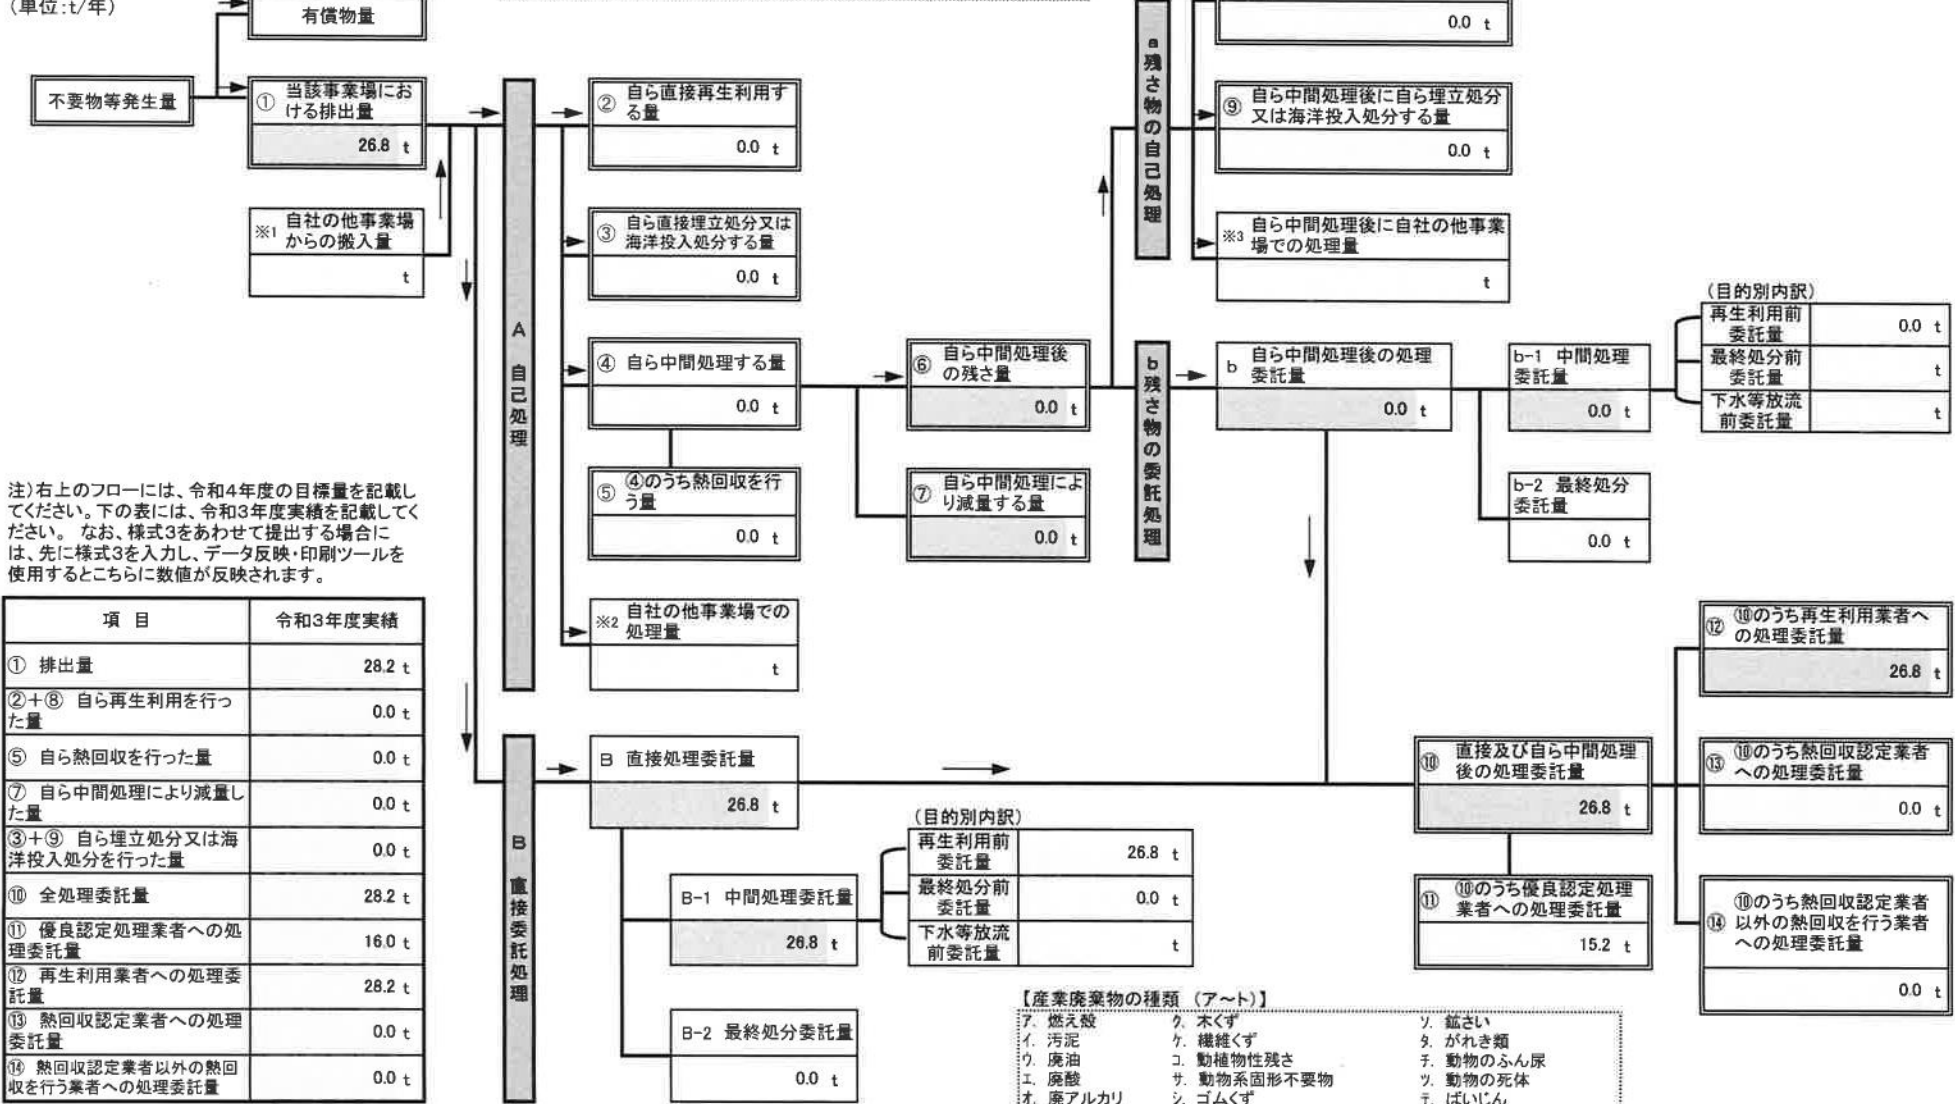 （単位：t/年）
有償物量
不要物等発生量
① 当該事業場にお
ける排出量
26.8 t
※1 自社の他事業場
からの搬入量
t
A 自己処理
② 自ら直接再生利用す
る量
0.0 t
③ 自ら直接埋立処分又は
海洋投入処分する量
0.0 t
④ 自ら中間処理する量
0.0 t
⑤ ④のうち熱回収を行
う量
0.0 t
※2 自社の他事業場での
処理量
t
⑥ 自ら中間処理後
の残さ量
0.0 t
⑦ 自ら中間処理によ
り減量する量
0.0 t
a 残さ物の自己処理
0.0 t
⑨ 自ら中間処理後に自ら埋立処分
又は海洋投入処分する量
0.0 t
※3 自ら中間処理後に自社の他事業
場での処理量
t
b 残さ物の委託処理
b 自ら中間処理後の処理
委託量
0.0 t
b-1 中間処理
委託量
0.0 t
（目的別内訳）
再生利用前
委託量
0.0 t
最終処分前
委託量
t
下水等放流
前委託量
t
b-2 最終処分
委託量
0.0 t
注）右上のフローには、令和4年度の目標量を記載し
てください。下の表には、令和3年度実績を記載してく
ださい。 なお、様式3をあわせて提出する場合に
は、先に様式3を入力し、データ反映・印刷ツールを
使用するとこちらに数値が反映されます。
項 目 令和3年度実績
① 排出量 28.2 t
②＋⑧ 自ら再生利用を行っ
た量 0.0 t
⑤ 自ら熱回収を行った量 0.0 t
⑦ 自ら中間処理により減量し
た量 0.0 t
③＋⑨ 自ら埋立処分又は海
洋投入処分を行った量 0.0 t
⑩ 全処理委託量 28.2 t
⑪ 優良認定処理業者への処
理委託量 16.0 t
⑫ 再生利用業者への処理委
託量 28.2 t
⑬ 熱回収認定業者への処理
委託量 0.0 t
⑭ 熱回収認定業者以外の熱回
収を行う業者への処理委託量 0.0 t
B 直接委託処理
B 直接処理委託量
26.8 t
B-1 中間処理委託量
26.8 t
（目的別内訳）
再生利用前
委託量
26.8 t
最終処分前
委託量
0.0 t
下水等放流
前委託量
t
B-2 最終処分委託量
0.0 t
⑩ 直接及び自ら中間処理
後の処理委託量
26.8 t
⑪ ⑩のうち優良認定処理
業者への処理委託量
15.2 t
⑫ ⑩のうち再生利用業者へ
の処理委託量
26.8 t
⑬ ⑩のうち熱回収認定業者
への処理委託量
0.0 t
⑭ ⑩のうち熱回収認定業者
以外の熱回収を行う業者
への処理委託量
0.0 t
【産業廃棄物の種類 （ア～ト）】
ア. 燃え殻 ク. 木くず ソ. 鉱さい
イ. 汚泥 ケ. 繊維くず タ. がれき類
ウ. 廃油 コ. 動植物性残さ チ. 動物のふん尿
エ. 廃酸 サ. 動物系固形不要物 ツ. 動物の死体
オ. 廃アルカリ シ. ゴムくず テ. ばいじん